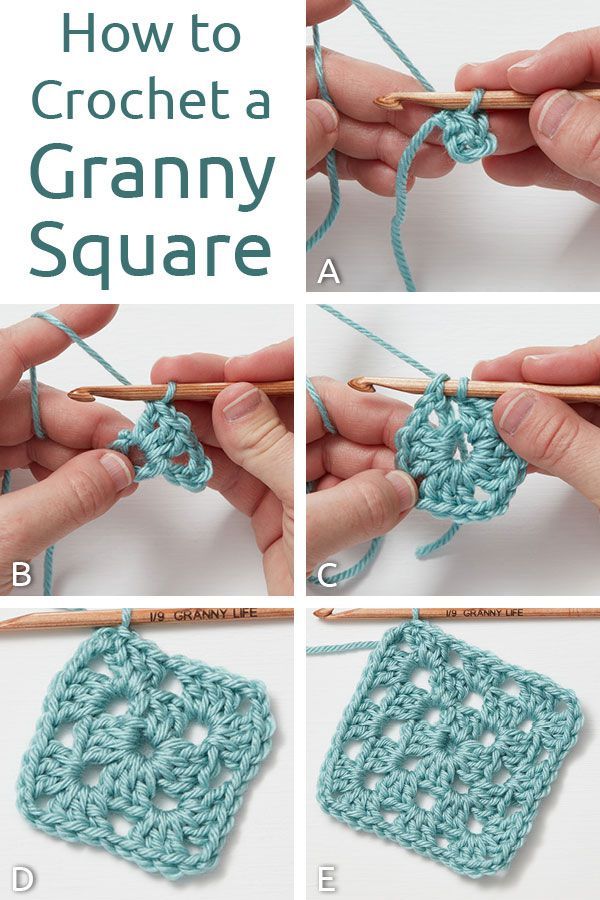 How to
Crochet a
Granny
Square
A
B
C
I/9 GRANNY LIFE
D
I/9 GRANNY LIFE
E